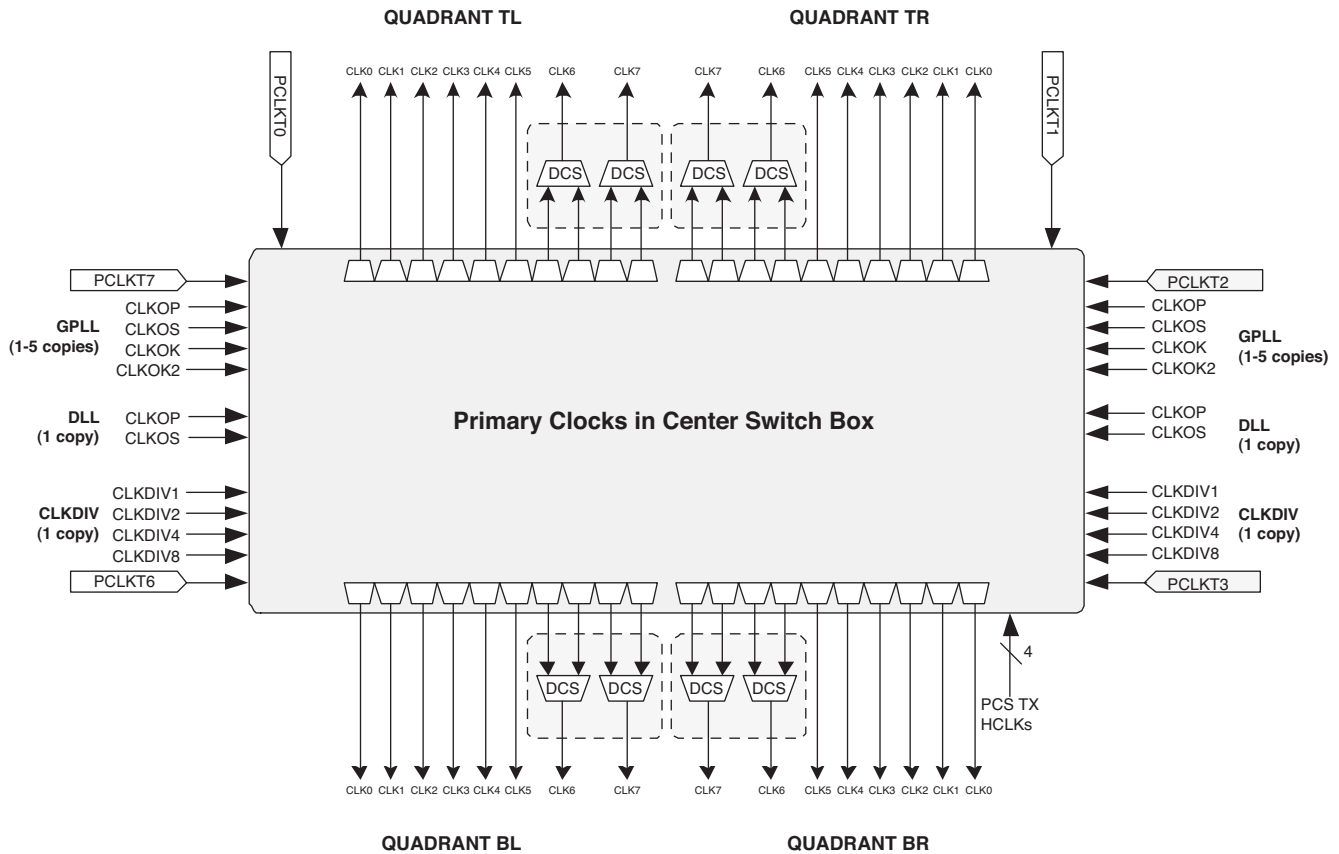 QUADRANT TL QUADRANT TR
CLK0 CLK1 CLK2 CLK3 CLK4 CLK5 CLK6 CLK7 CLK7 CLK6 CLK5 CLK4 CLK3 CLK2 CLK1 CLK0
PCLKT0 PCLKT1
DCS DCS DCS DCS
PCLKT7
CLKOP
CLKOS
CLKOK
CLKOK2
GPLL
(1-5 copies)
CLKOP
CLKOS
DLL
(1 copy)
CLKDIV1
CLKDIV2
CLKDIV4
CLKDIV8
CLKDIV
(1 copy)
PCLKT6
Primary Clocks in Center Switch Box
PCLKT2
CLKOP
CLKOS
CLKOK
CLKOK2
GPLL
(1-5 copies)
CLKOP
CLKOS
DLL
(1 copy)
CLKDIV1
CLKDIV2
CLKDIV4
CLKDIV8
CLKDIV
(1 copy)
PCLKT3
4
PCS TX
HCLKs
DCS DCS DCS DCS
CLK0 CLK1 CLK2 CLK3 CLK4 CLK5 CLK6 CLK7 CLK7 CLK6 CLK5 CLK4 CLK3 CLK2 CLK1 CLK0
QUADRANT BL QUADRANT BR